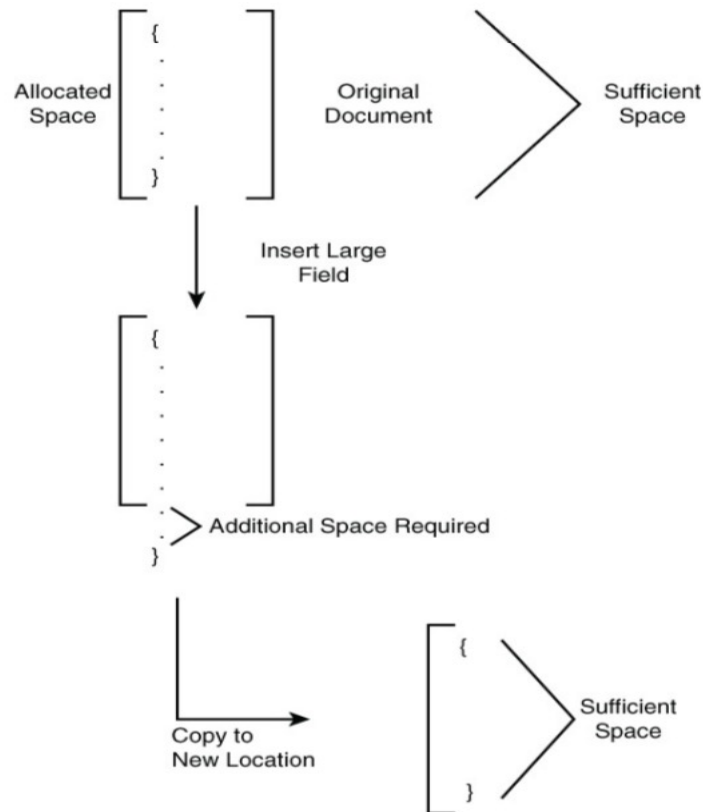 {
.
.
.
.
.
}
Allocated
Space
Original
Document
Sufficient
Space
Insert Large
Field
{
.
.
.
.
.
.
.
.
}
Additional Space Required
Copy to
New Location
{
}
Sufficient
Space